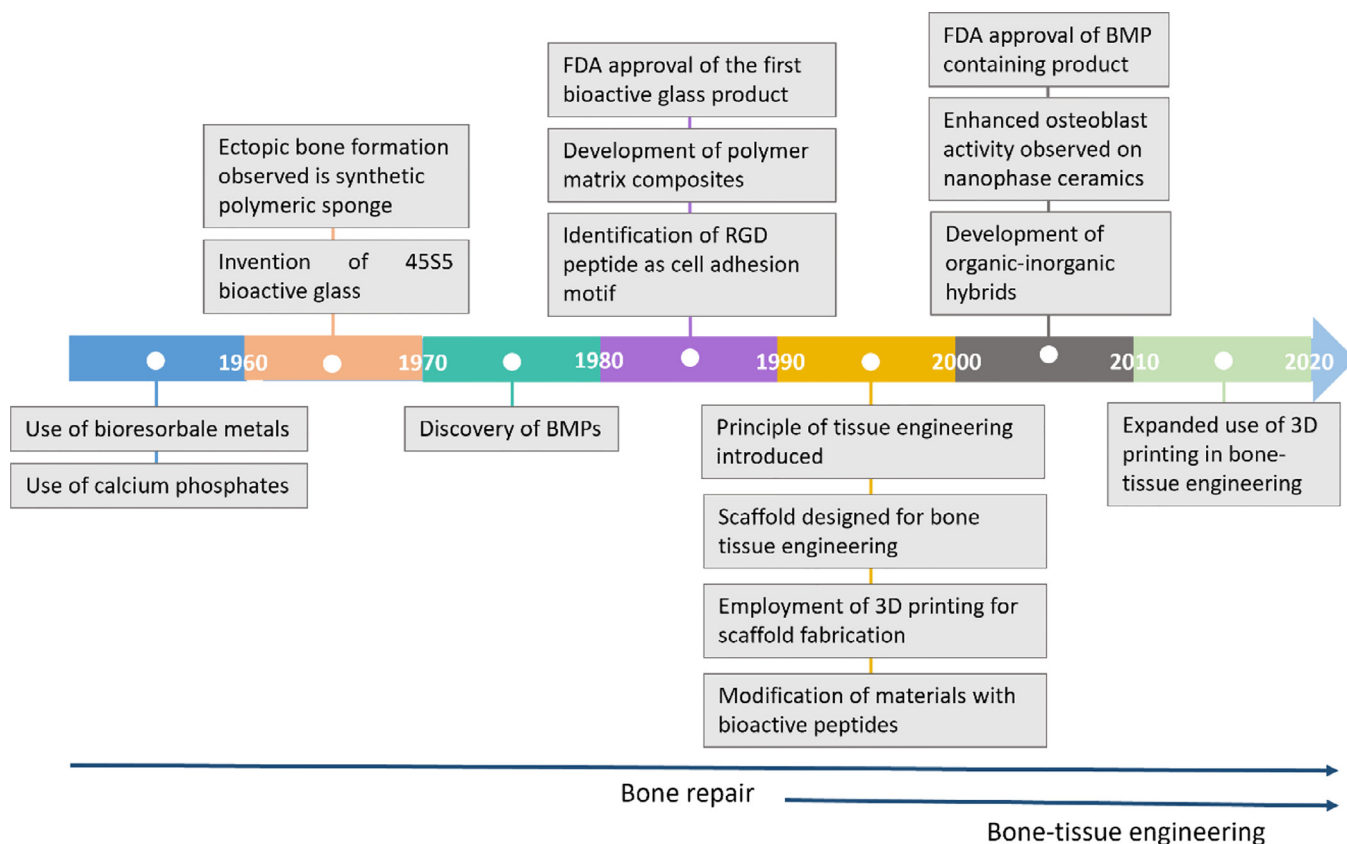 FDA approval of BMP
containing product
FDA approval of the first
bioactive glass product
Enhanced osteoblast
activity observed on
nanophase ceramics
Ectopic bone formation
observed is synthetic
polymeric sponge
Development of polymer
matrix composites
Identification of RGD
peptide as cell adhesion
motif
Development of
organic-inorganic
hybrids
Invention of 45S5
bioactive glass
1960 1970 1980 1990 2000 2010 2020
Use of bioresorbale metals
Use of calcium phosphates
Discovery of BMPs
Principle of tissue engineering
introduced
Scaffold designed for bone
tissue engineering
Employment of 3D printing for
scaffold fabrication
Modification of materials with
bioactive peptides
Expanded use of 3D
printing in bone-
tissue engineering
Bone repair
Bone-tissue engineering